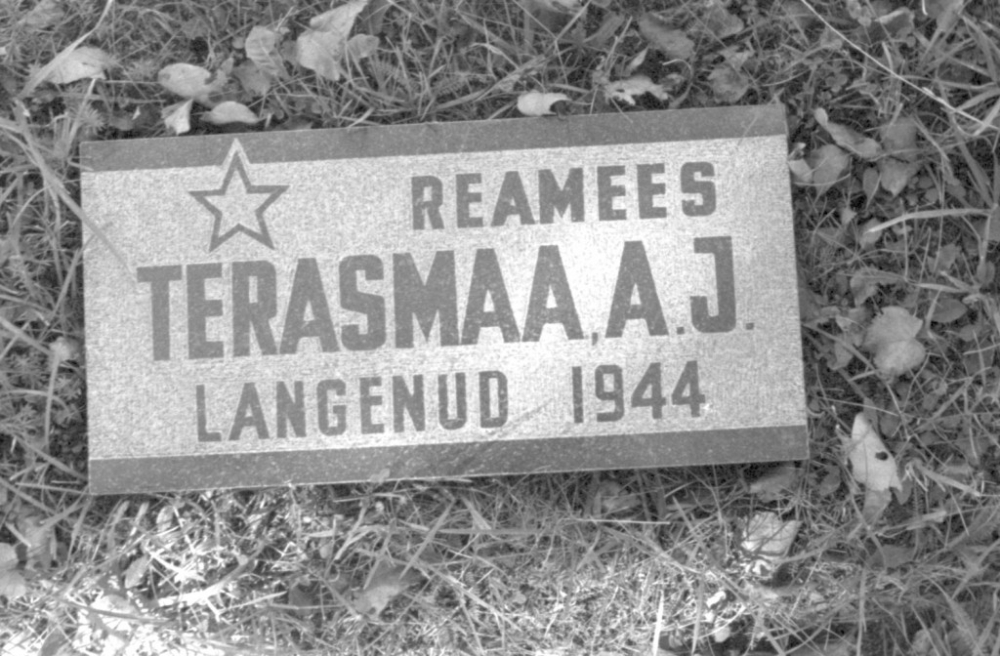 REAMEES
TERASMAA, A.J.
LANGENUD 1944